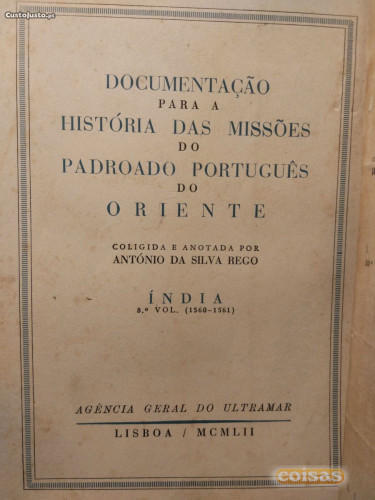 CustoJusto.pt
DOCUMENTAÇÃO
PARA A
HISTÓRIA DAS MISSÕES
DO
PADROADO PORTUGUÊS
DO
ORIENTE
COLIGIDA E ANOTADA POR
ANTÓNIO DA SILVA REGO
ÍNDIA
8.º VOL. (1560-1561)
AGÊNCIA GERAL DO ULTRAMAR
LISBOA / MCMLII
coisas